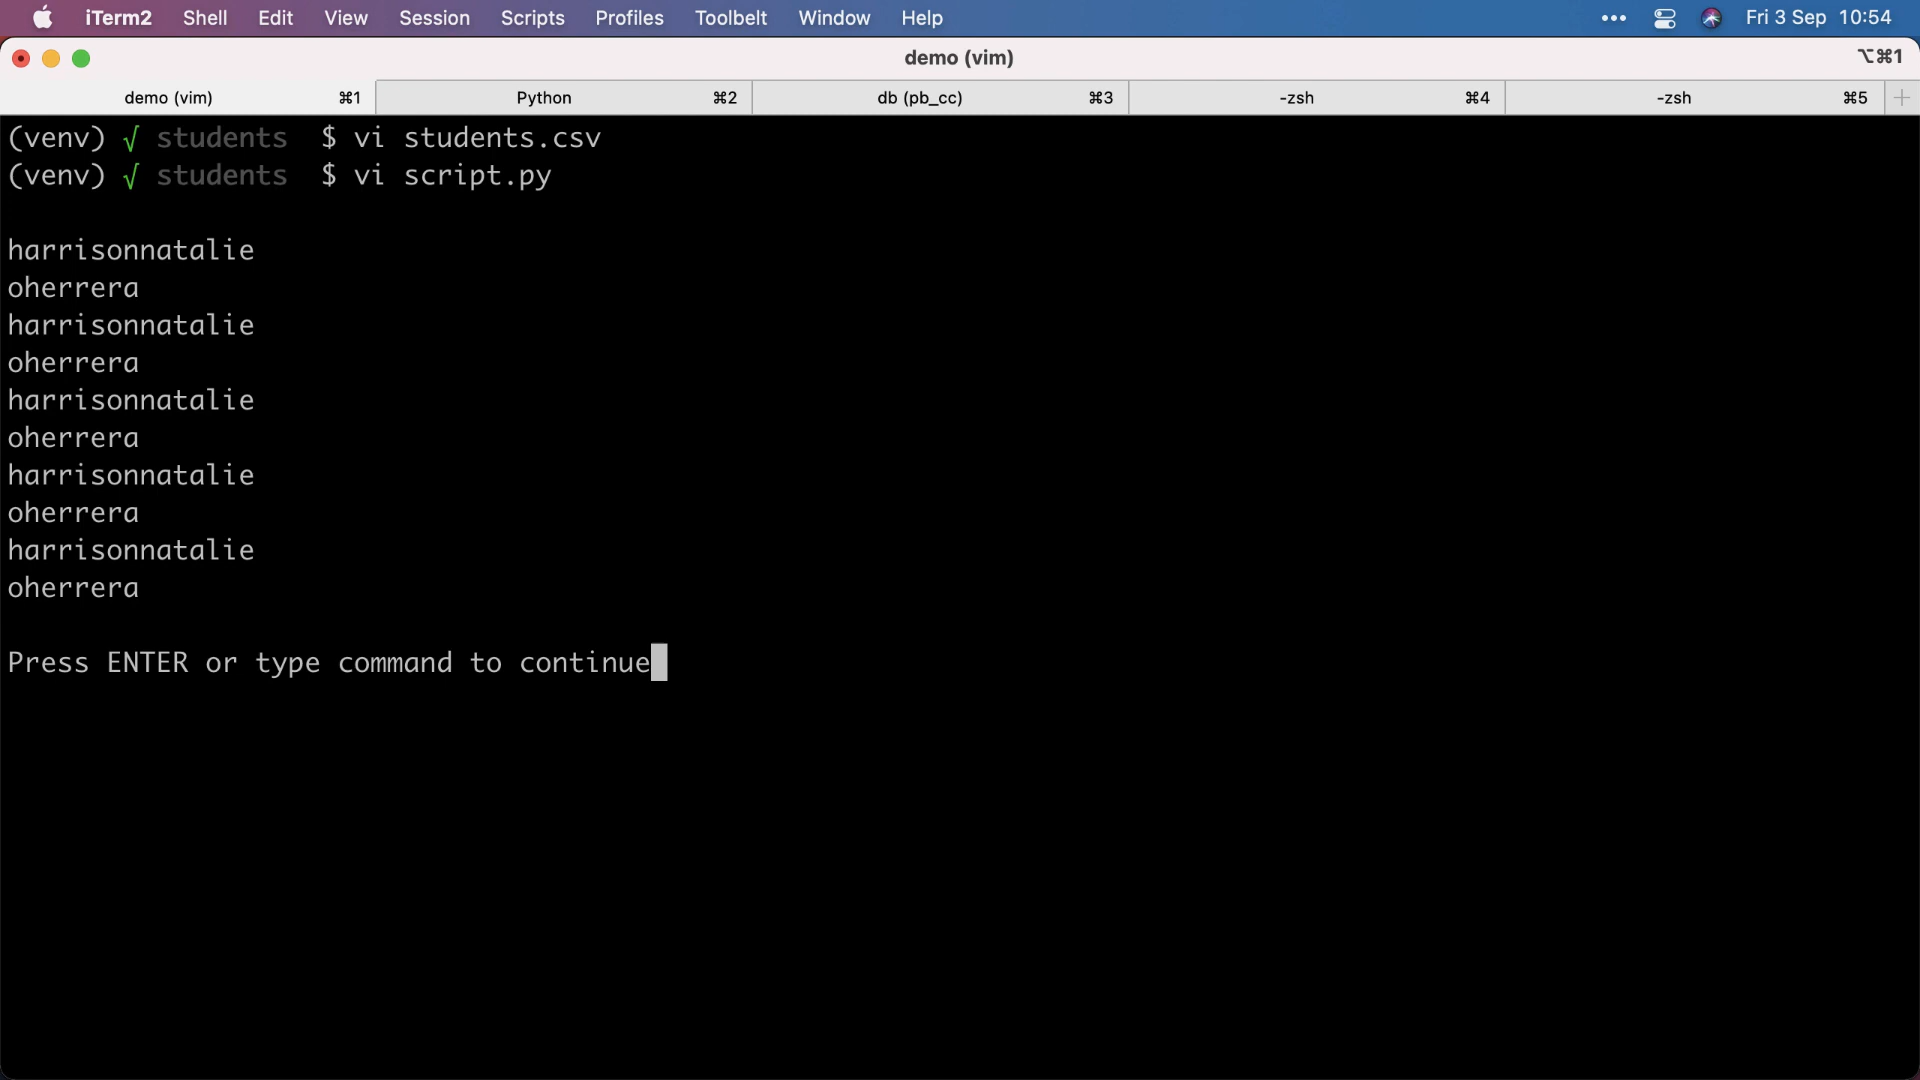 iTerm2 Shell Edit View Session Scripts Profiles Toolbelt Window Help ••• Fri 3 Sep 10:54
demo (vim) ⌥⌘1
demo (vim) ⌘1 Python ⌘2 db (pb_cc) ⌘3 -zsh ⌘4 -zsh ⌘5 +
(venv) √ students $ vi students.csv
(venv) √ students $ vi script.py
harrisonnatalie
oherrera
harrisonnatalie
oherrera
harrisonnatalie
oherrera
harrisonnatalie
oherrera
harrisonnatalie
oherrera
Press ENTER or type command to continue